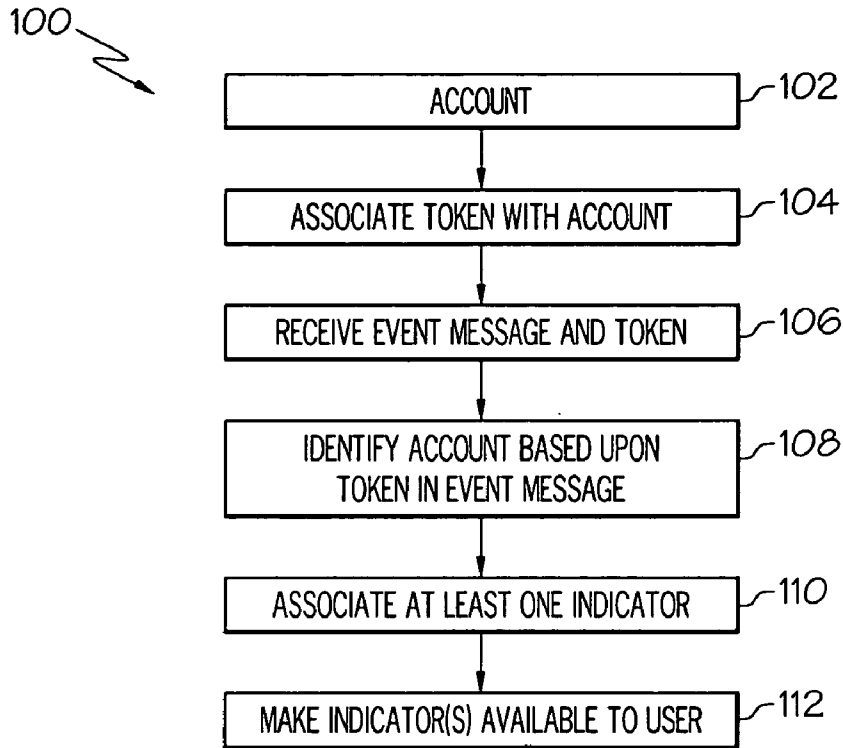 100
ACCOUNT
102
ASSOCIATE TOKEN WITH ACCOUNT
104
RECEIVE EVENT MESSAGE AND TOKEN
106
IDENTIFY ACCOUNT BASED UPON
TOKEN IN EVENT MESSAGE
108
ASSOCIATE AT LEAST ONE INDICATOR
110
MAKE INDICATOR(S) AVAILABLE TO USER
112